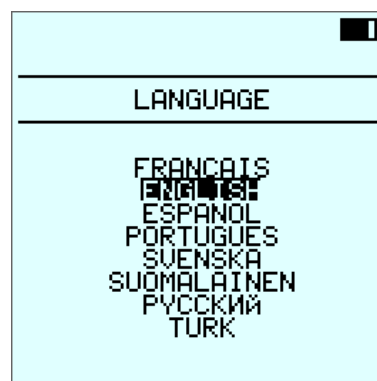 LANGUAGE
FRANCAIS
ENGLISH
ESPANOL
PORTUGUES
SVENSKA
SUOMALAINEN
РУССКИй
TURK